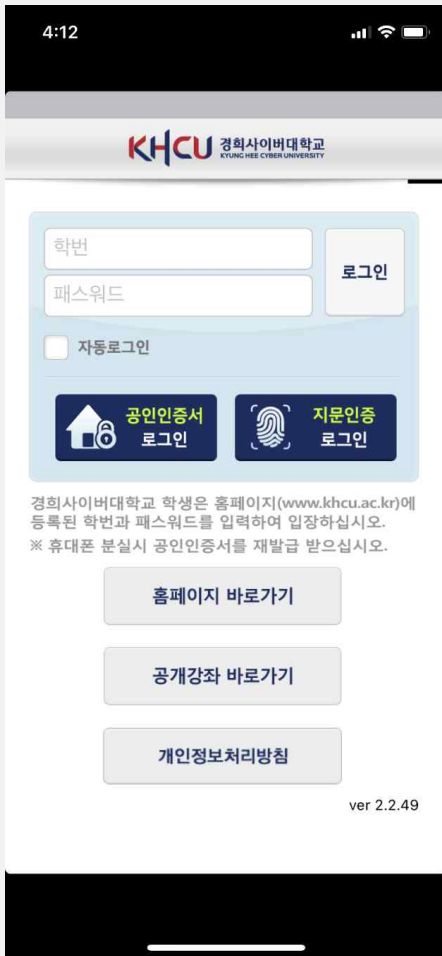 4:12
KHCU 경희사이버대학교
KYUNG HEE CYBER UNIVERSITY
학번
패스워드
로그인
자동로그인
공인인증서
로그인
지문인증
로그인
경희사이버대학교 학생은 홈페이지(www.khcu.ac.kr)에
등록된 학번과 패스워드를 입력하여 입장하십시오.
※ 휴대폰 분실시 공인인증서를 재발급 받으십시오.
홈페이지 바로가기
공개강좌 바로가기
개인정보처리방침
ver 2.2.49